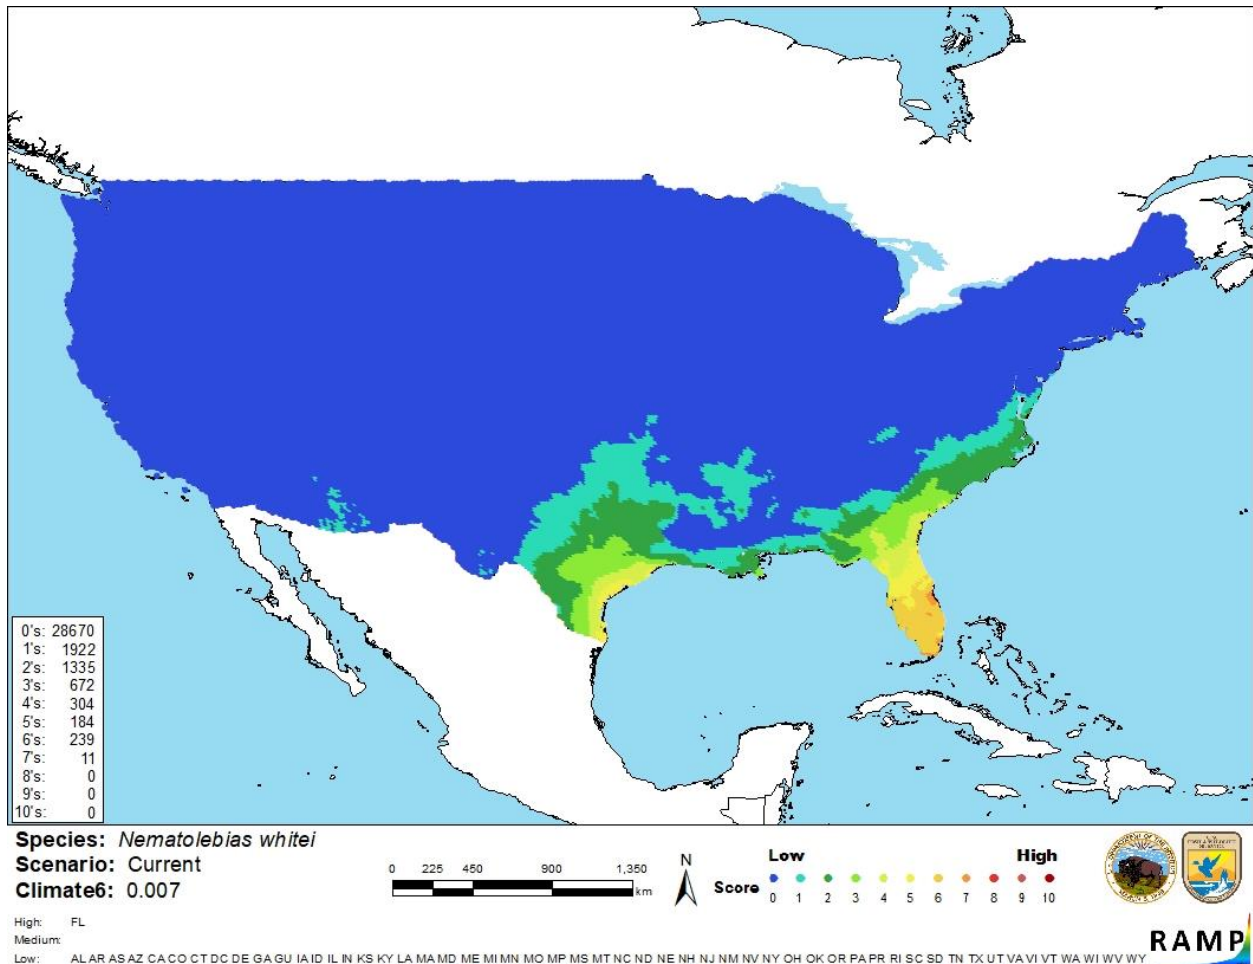 0's: 28670
1's: 1922
2's: 1335
3's: 672
4's: 304
5's: 184
6's: 239
7's: 11
8's: 0
9's: 0
10's: 0
Species: Nematolebias whitei
Scenario: Current
Climate6: 0.007
0 225 450 900 1,350
km
N
Low High
Score
0 1 2 3 4 5 6 7 8 9 10
High: FL
Medium:
Low: AL AR AS AZ CA CO CT DC DE GA GU IA ID IL IN KS KY LA MA MD ME MI MN MO MP MS MT NC ND NE NH NJ NM NV NY OH OK OR PA PR RI SC SD TN TX UT VA VI VT WA WI WV WY
RAMP